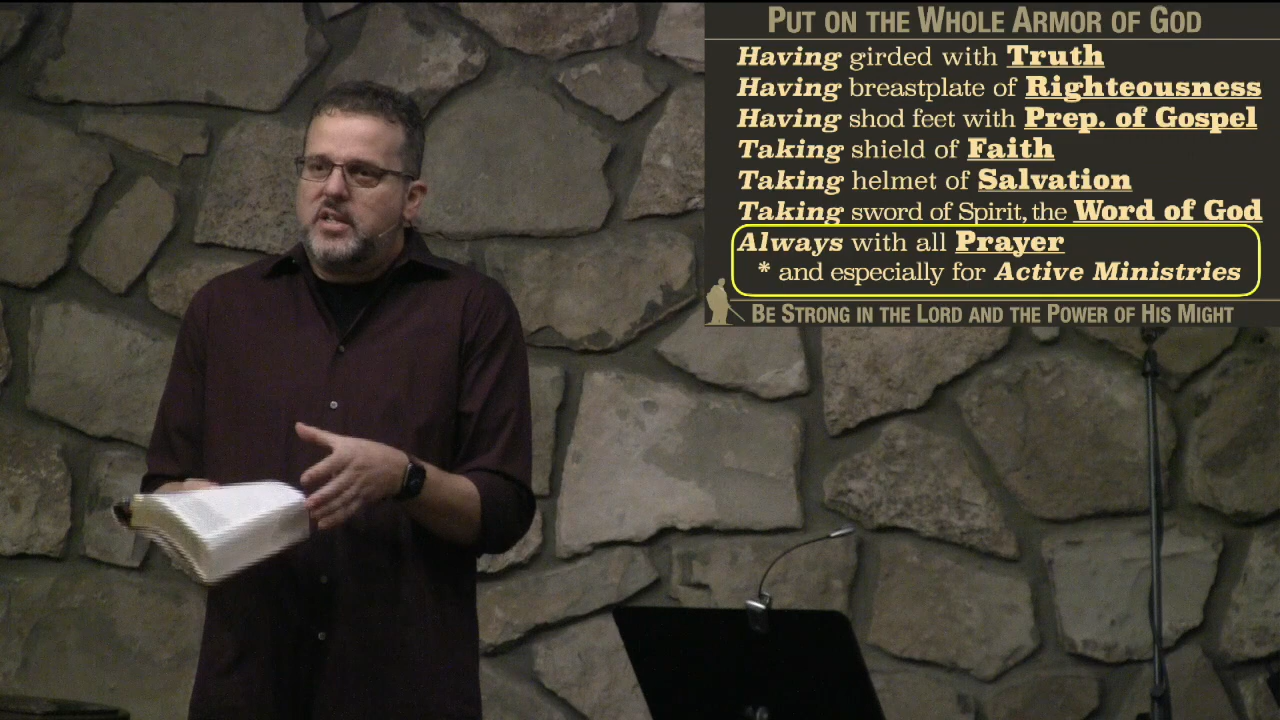 PUT ON THE WHOLE ARMOR OF GOD
Having girded with Truth
Having breastplate of Righteousness
Having shod feet with Prep. of Gospel
Taking shield of Faith
Taking helmet of Salvation
Taking sword of Spirit, the Word of God
Always with all Prayer
* and especially for Active Ministries
BE STRONG IN THE LORD AND THE POWER OF HIS MIGHT